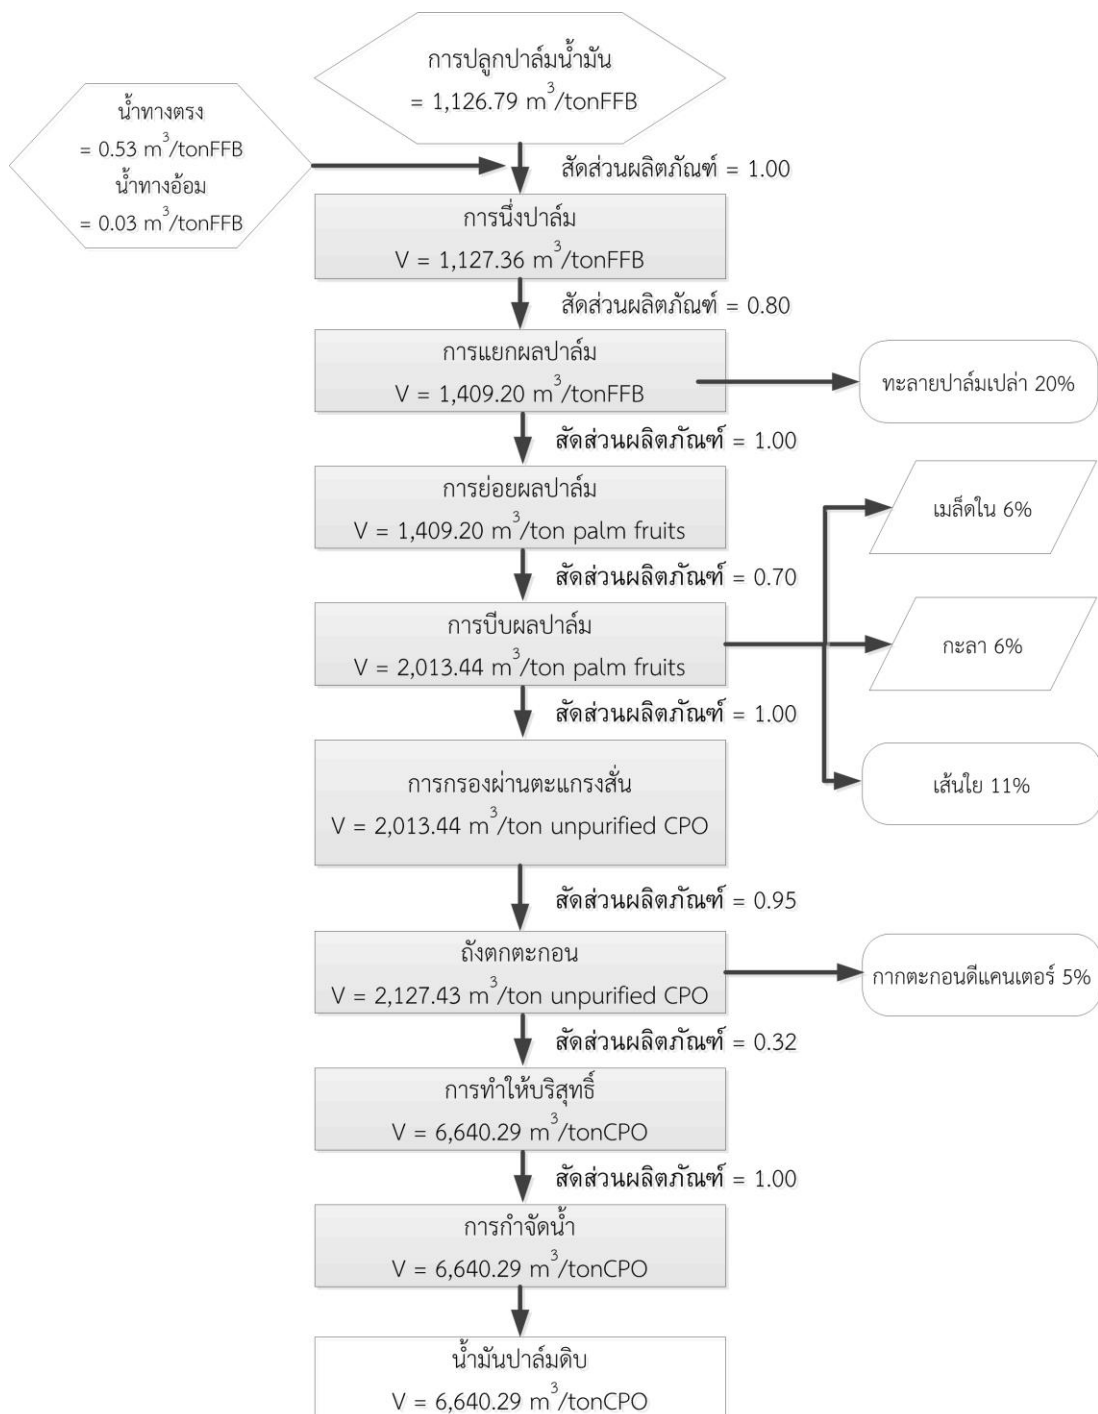 การปลูกปาล์มน้ำมัน
= 1,126.79 m³/tonFFB
น้ำทางตรง
= 0.53 m³/tonFFB
น้ำทางอ้อม
= 0.03 m³/tonFFB
สัดส่วนผลิตภัณฑ์ = 1.00
การนึ่งปาล์ม
V = 1,127.36 m³/tonFFB
สัดส่วนผลิตภัณฑ์ = 0.80
การแยกผลปาล์ม
V = 1,409.20 m³/tonFFB
ทะลายปาล์มเปล่า 20%
สัดส่วนผลิตภัณฑ์ = 1.00
การย่อยผลปาล์ม
V = 1,409.20 m³/ton palm fruits
เมล็ดใน 6%
สัดส่วนผลิตภัณฑ์ = 0.70
การบีบผลปาล์ม
V = 2,013.44 m³/ton palm fruits
กะลา 6%
สัดส่วนผลิตภัณฑ์ = 1.00
การกรองผ่านตะแกรงสั่น
V = 2,013.44 m³/ton unpurified CPO
เส้นใย 11%
สัดส่วนผลิตภัณฑ์ = 0.95
ถังตกตะกอน
V = 2,127.43 m³/ton unpurified CPO
กากตะกอนดีแคนเตอร์ 5%
สัดส่วนผลิตภัณฑ์ = 0.32
การทำให้บริสุทธิ์
V = 6,640.29 m³/tonCPO
สัดส่วนผลิตภัณฑ์ = 1.00
การกำจัดน้ำ
V = 6,640.29 m³/tonCPO
น้ำมันปาล์มดิบ
V = 6,640.29 m³/tonCPO